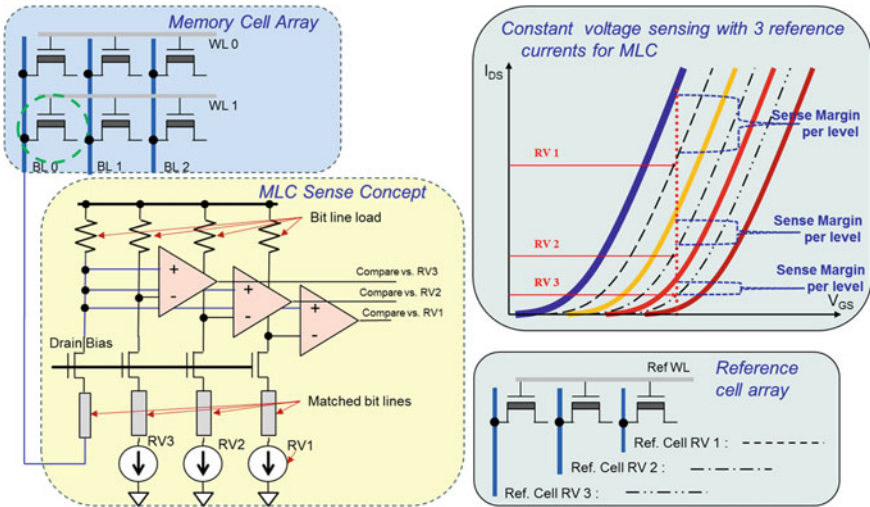 Memory Cell Array
WL 0
WL 1
BL 0
BL 1
BL 2
MLC Sense Concept
Bit line load
+
-
+
-
+
-
Compare vs. RV3
Compare vs. RV2
Compare vs. RV1
Drain Bias
Matched bit lines
RV3
RV2
RV1
Constant voltage sensing with 3 reference
currents for MLC
IDS
RV 1
RV 2
RV 3
Sense Margin
per level
Sense Margin
per level
Sense Margin
per level
VGS
Reference
cell array
Ref WL
Ref. Cell RV 1 :
Ref. Cell RV 2 :
Ref. Cell RV 3 :